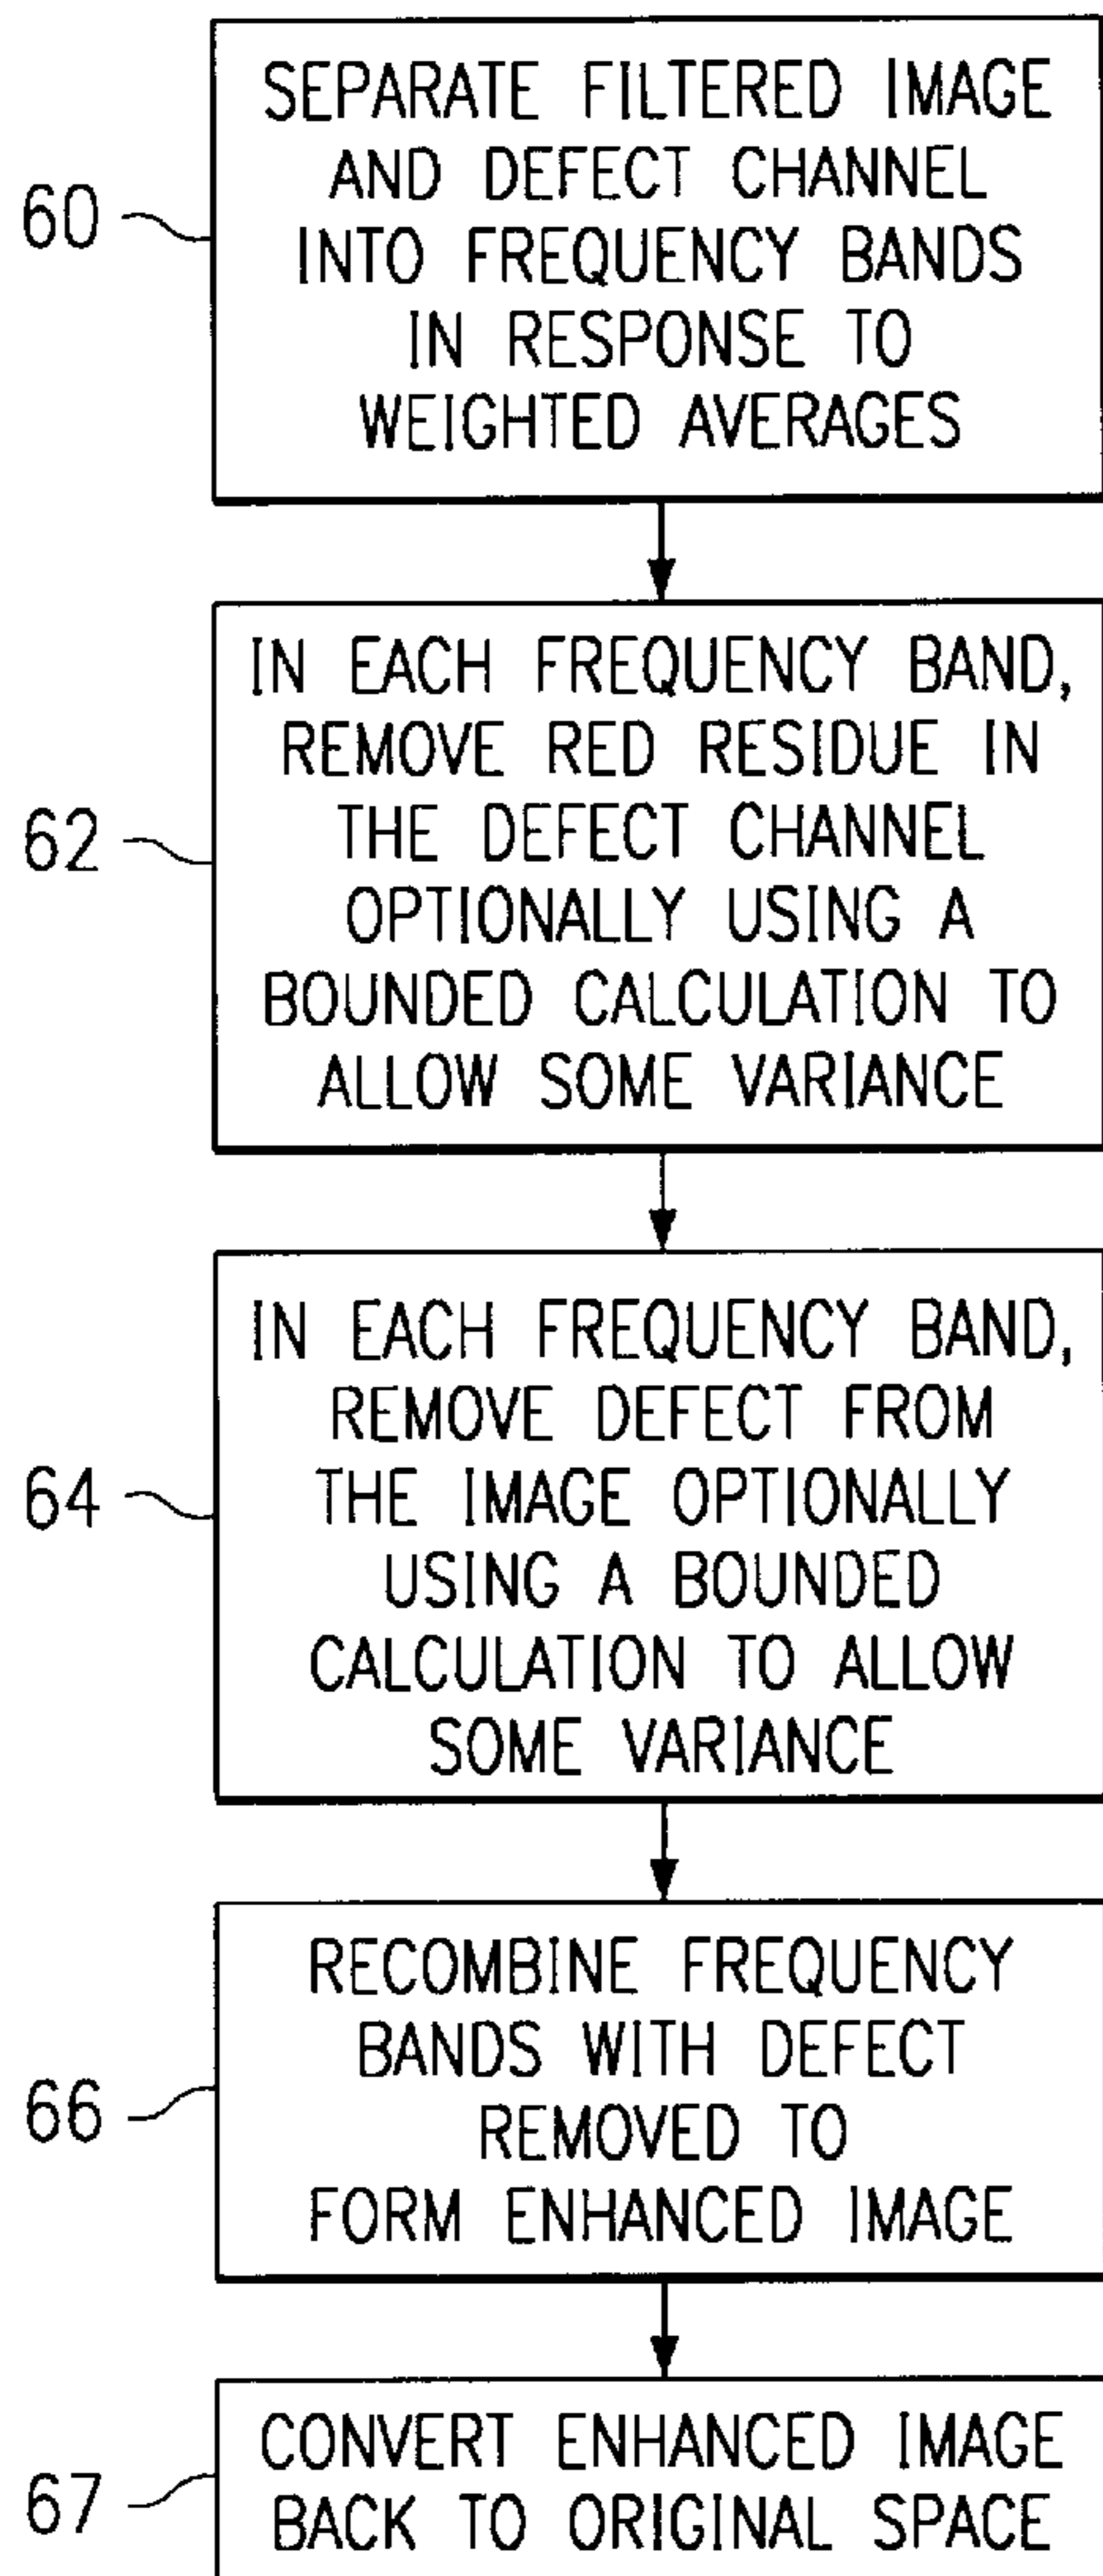 SEPARATE FILTERED IMAGE
AND DEFECT CHANNEL
60
INTO FREQUENCY BANDS
IN RESPONSE TO
WEIGHTED AVERAGES
IN EACH FREQUENCY BAND,
REMOVE RED RESIDUE IN
62
THE DEFECT CHANNEL
OPTIONALLY USING A
BOUNDED CALCULATION TO
ALLOW SOME VARIANCE
IN EACH FREQUENCY BAND,
REMOVE DEFECT FROM
64
THE IMAGE OPTIONALLY
USING A BOUNDED
CALCULATION TO ALLOW
SOME VARIANCE
RECOMBINE FREQUENCY
BANDS WITH DEFECT
66
REMOVED TO
FORM ENHANCED IMAGE
CONVERT ENHANCED IMAGE
67
BACK TO ORIGINAL SPACE